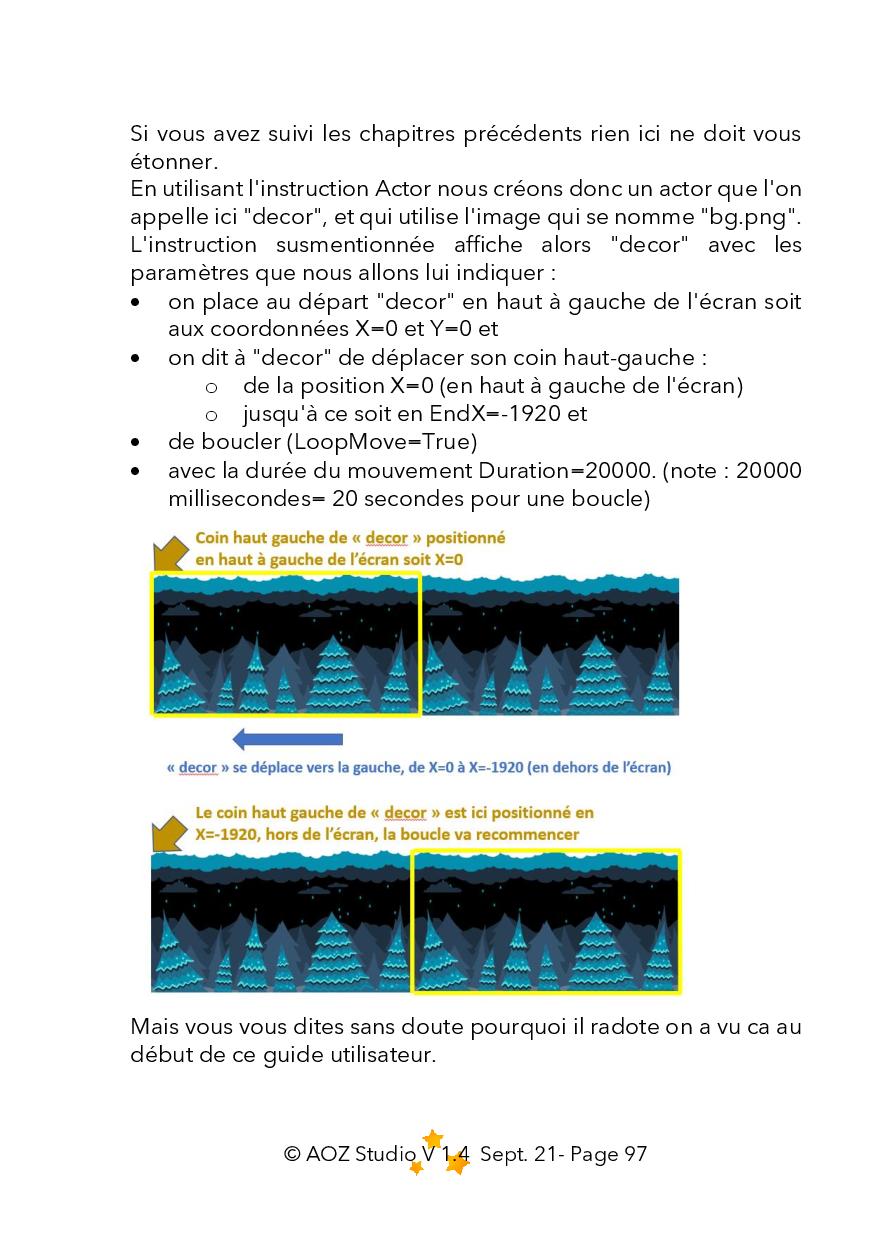 Si vous avez suivi les chapitres précédents rien ici ne doit vous
étonner.
En utilisant l'instruction Actor nous créons donc un actor que l'on
appelle ici "decor", et qui utilise l'image qui se nomme "bg.png".
L'instruction susmentionnée affiche alors "decor" avec les
paramètres que nous allons lui indiquer :
• on place au départ "decor" en haut à gauche de l'écran soit
aux coordonnées X=0 et Y=0 et
• on dit à "decor" de déplacer son coin haut-gauche :
o de la position X=0 (en haut à gauche de l'écran)
o jusqu'à ce soit en EndX=-1920 et
• de boucler (LoopMove=True)
• avec la durée du mouvement Duration=20000. (note : 20000
millisecondes= 20 secondes pour une boucle)
Coin haut gauche de « decor » positionné
en haut à gauche de l'écran soit X=0
« decor » se déplace vers la gauche, de X=0 à X=-1920 (en dehors de l'écran)
Le coin haut gauche de « decor » est ici positionné en
X=-1920, hors de l'écran, la boucle va recommencer
Mais vous vous dites sans doute pourquoi il radote on a vu ca au
début de ce guide utilisateur.
© AOZ Studio V 1.4 Sept. 21- Page 97